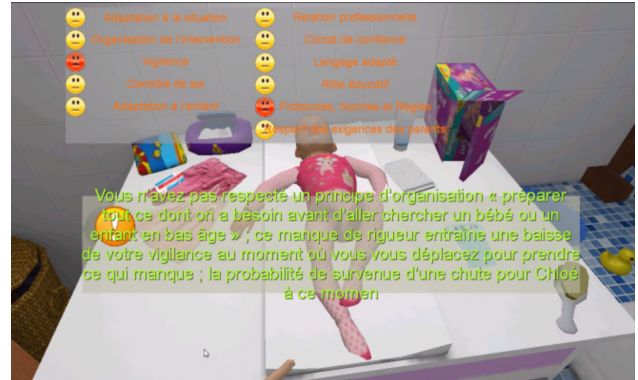 Adaptation à la situation
Relation professionnelle
Organisation de l'intervention
Climat de confiance
Vigilance
Langage adapté
Contrôle de soi
Rôle éducatif
Adaptation à l'enfant
Protocoles, Normes et Règles
Respect des exigences des parents
Vous n'avez pas respecté un principe d'organisation « préparer
tout ce dont on a besoin avant d'aller chercher un bébé ou un
enfant en bas âge » ; ce manque de rigueur entraîne une baisse
de votre vigilance au moment où vous vous déplacez pour prendre
ce qui manque ; la probabilité de survenue d'une chute pour Chloé
à ce momen